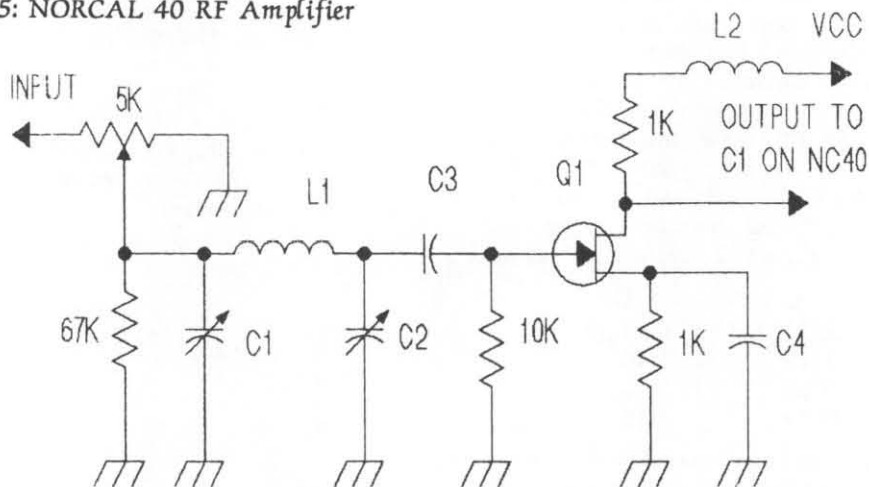 5: NORCAL 40 RF Amplifier
L2 VCC
INPUT
5K
1K
OUTPUT TO
C1 ON NC40
L1
C3
Q1
67K
C1
C2
10K
1K
C4